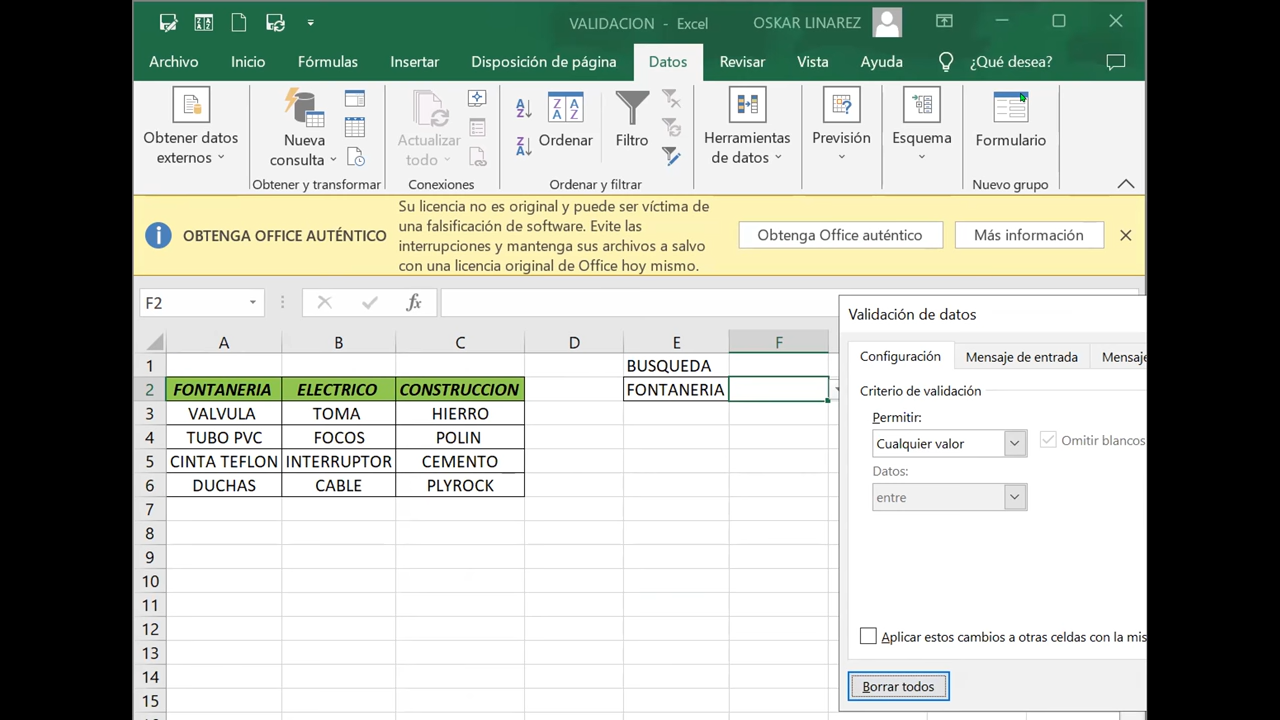 VALIDACION - Excel
OSKAR LINAREZ
Archivo
Inicio
Fórmulas
Insertar
Disposición de página
Datos
Revisar
Vista
Ayuda
¿Qué desea?
Obtener datos
externos
Nueva
consulta
Obtener y transformar
Actualizar
todo
Conexiones
Ordenar
Filtro
Ordenar y filtrar
Herramientas
de datos
Previsión
Esquema
Formulario
Nuevo grupo
OBTENGA OFFICE AUTÉNTICO
Su licencia no es original y puede ser víctima de
una falsificación de software. Evite las
interrupciones y mantenga sus archivos a salvo
con una licencia original de Office hoy mismo.
Obtenga Office auténtico
Más información
F2
fx
A B C D E F
1 BUSQUEDA
2 FONTANERIA ELECTRICO CONSTRUCCION FONTANERIA
3 VALVULA TOMA HIERRO
4 TUBO PVC FOCOS POLIN
5 CINTA TEFLON INTERRUPTOR CEMENTO
6 DUCHAS CABLE PLYROCK
7
8
9
10
11
12
13
14
15
Validación de datos
Configuración
Mensaje de entrada
Mensaje
Criterio de validación
Permitir:
Cualquier valor
Omitir blancos
Datos:
entre
Aplicar estos cambios a otras celdas con la mis
Borrar todos